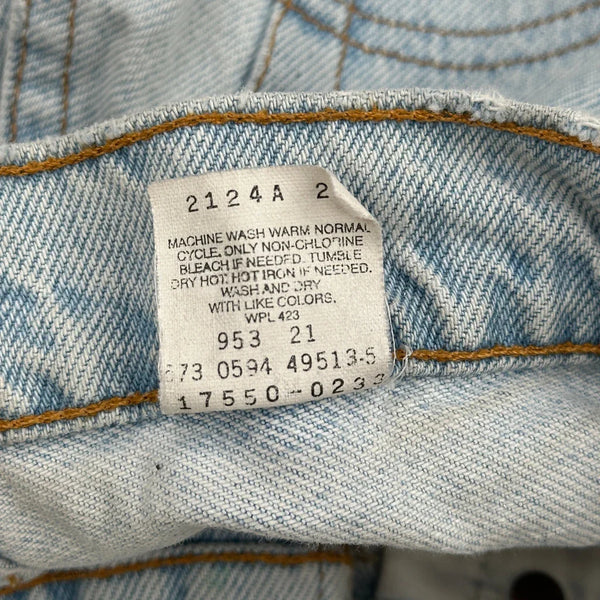 2124A 2
MACHINE WASH WARM NORMAL
CYCLE. ONLY NON-CHLORINE
BLEACH IF NEEDED. TUMBLE
DRY HOT. HOT IRON IF NEEDED.
WASH AND DRY
WITH LIKE COLORS.
WPL 423
953 21
673 0594 49513-5
17550-0233